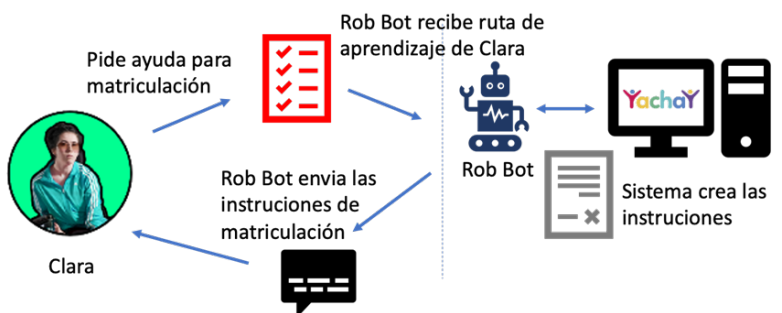 Pide ayuda para
matriculación
Rob Bot recibe ruta de
aprendizaje de Clara
YachaY
Rob Bot
Rob Bot envia las
instruciones de
matriculación
Sistema crea las
instruciones
Clara